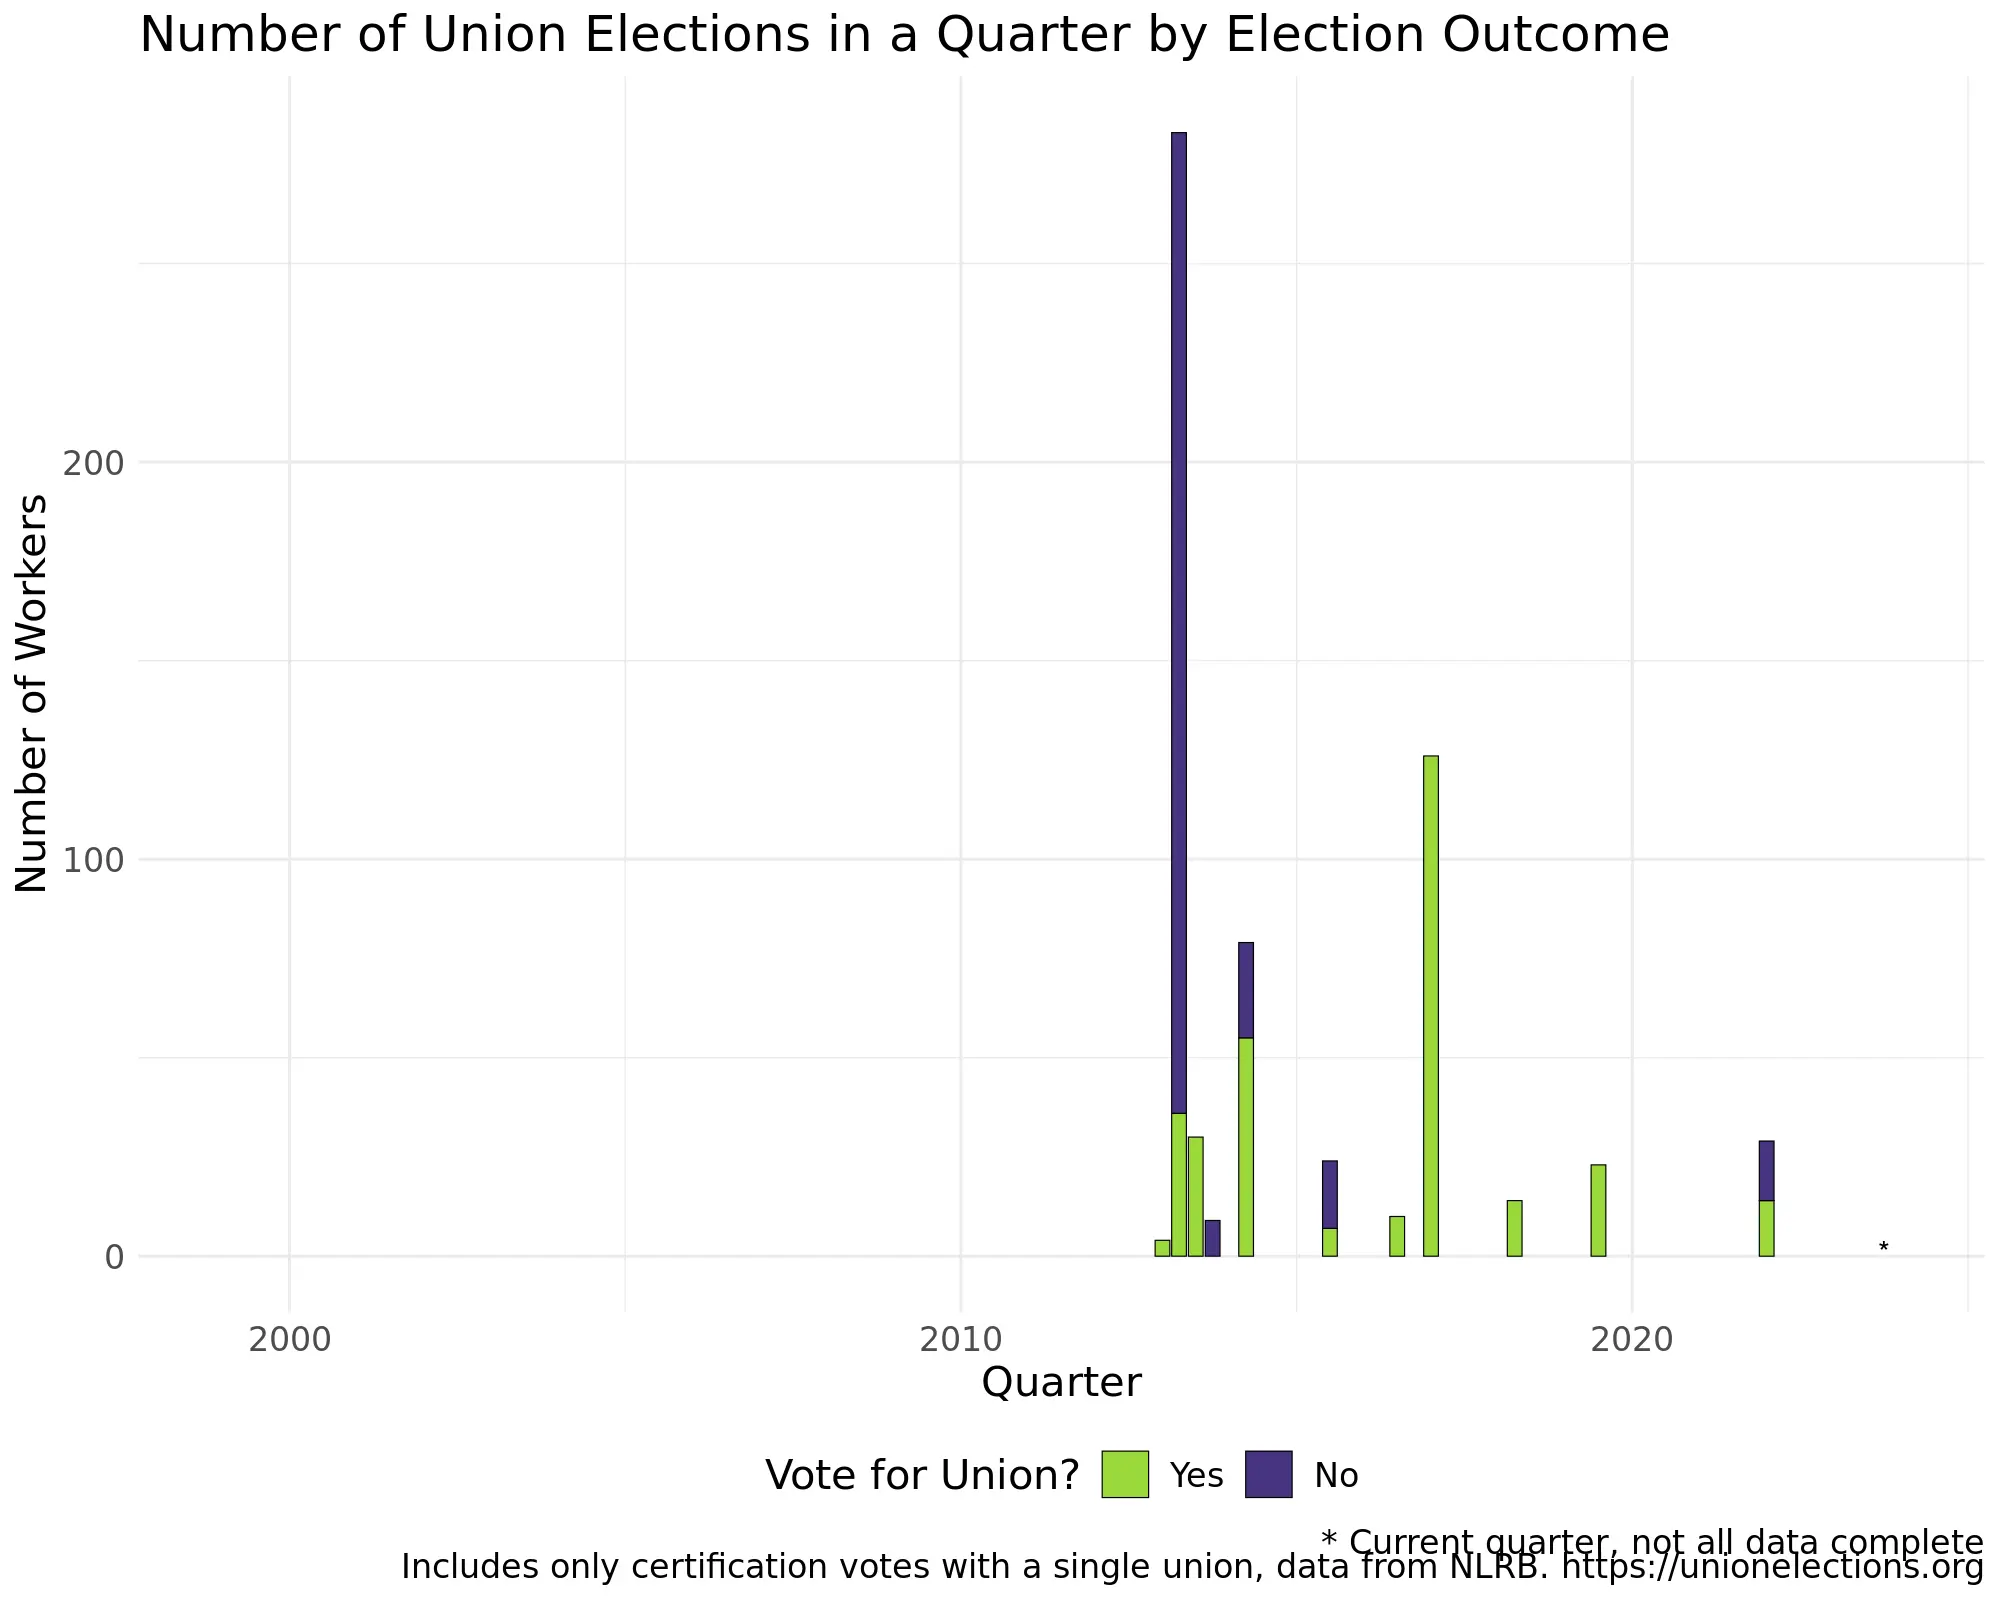 Number of Union Elections in a Quarter by Election Outcome
Number of Workers
200
100
0
*
2000
2010
2020
Quarter
Vote for Union?
Yes
No
* Current quarter, not all data complete
Includes only certification votes with a single union, data from NLRB. https://unionelections.org